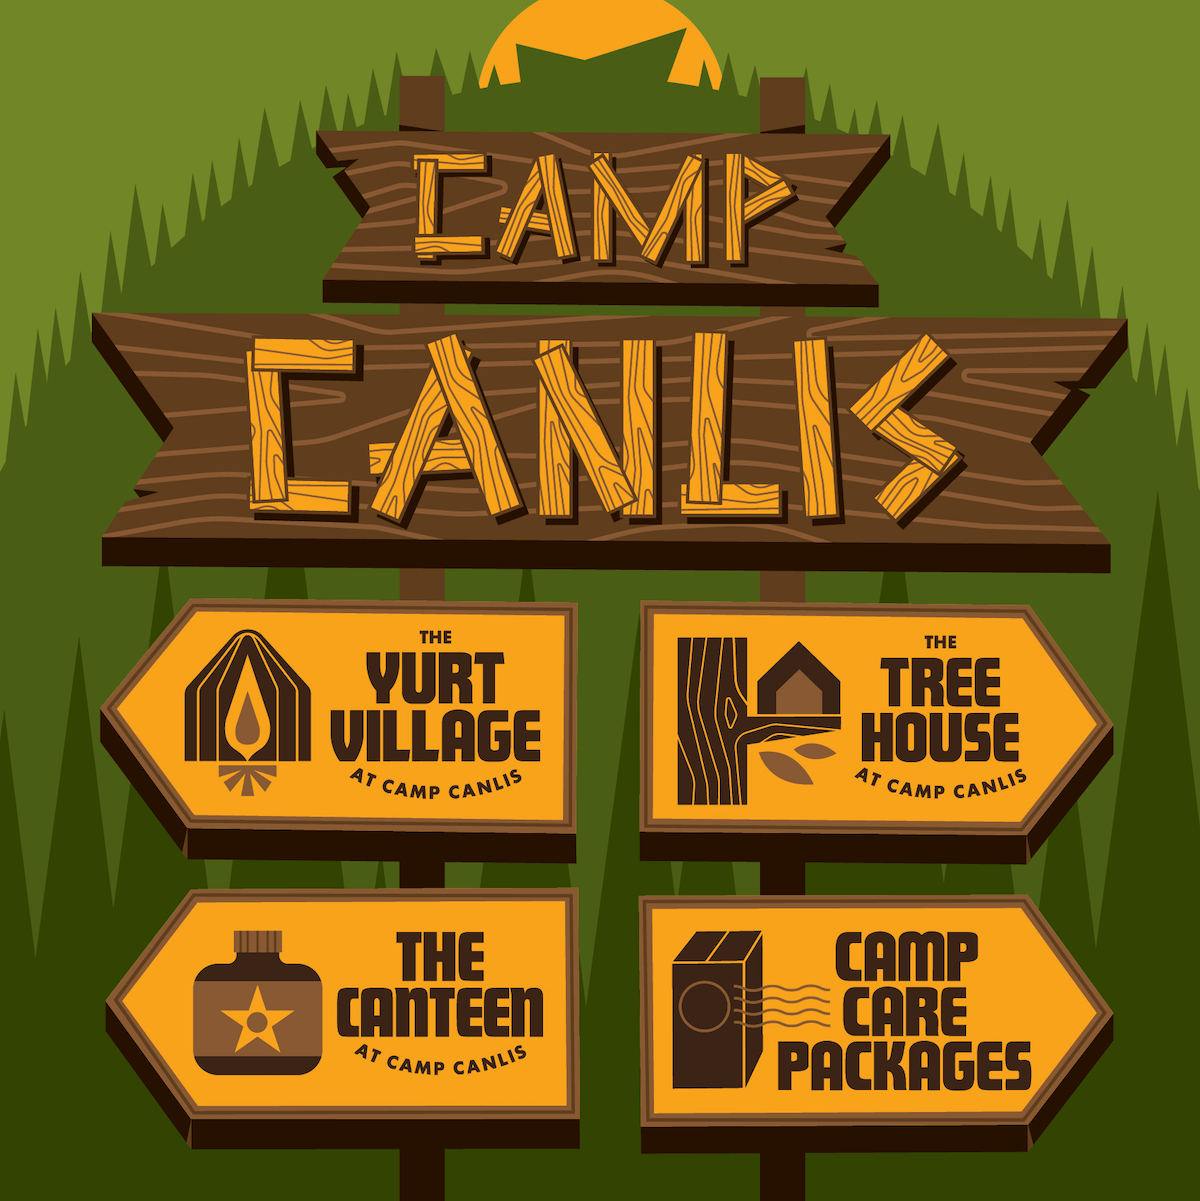 CAMP
CANLIS
THE
YURT
VILLAGE
AT CAMP CANLIS
THE
TREE
HOUSE
AT CAMP CANLIS
THE
CANTEEN
AT CAMP CANLIS
CAMP
CARE
PACKAGES